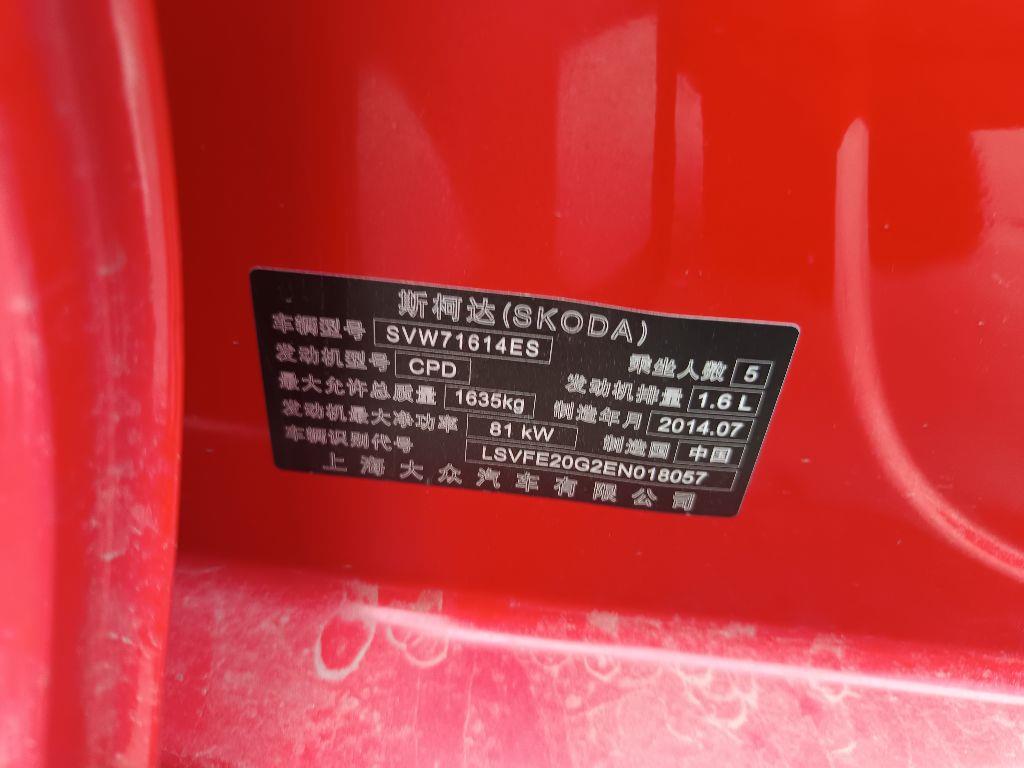 斯柯达(SKODA)
车辆型号 SVW71614ES 乘坐人数 5
发动机型号 CPD 发动机排量 1.6 L
最大允许总质量 1635kg 制造年月 2014.07
发动机最大净功率 81 kW 制造国 中国
车辆识别代号 LSVFE20G2EN018057
上海大众汽车有限公司